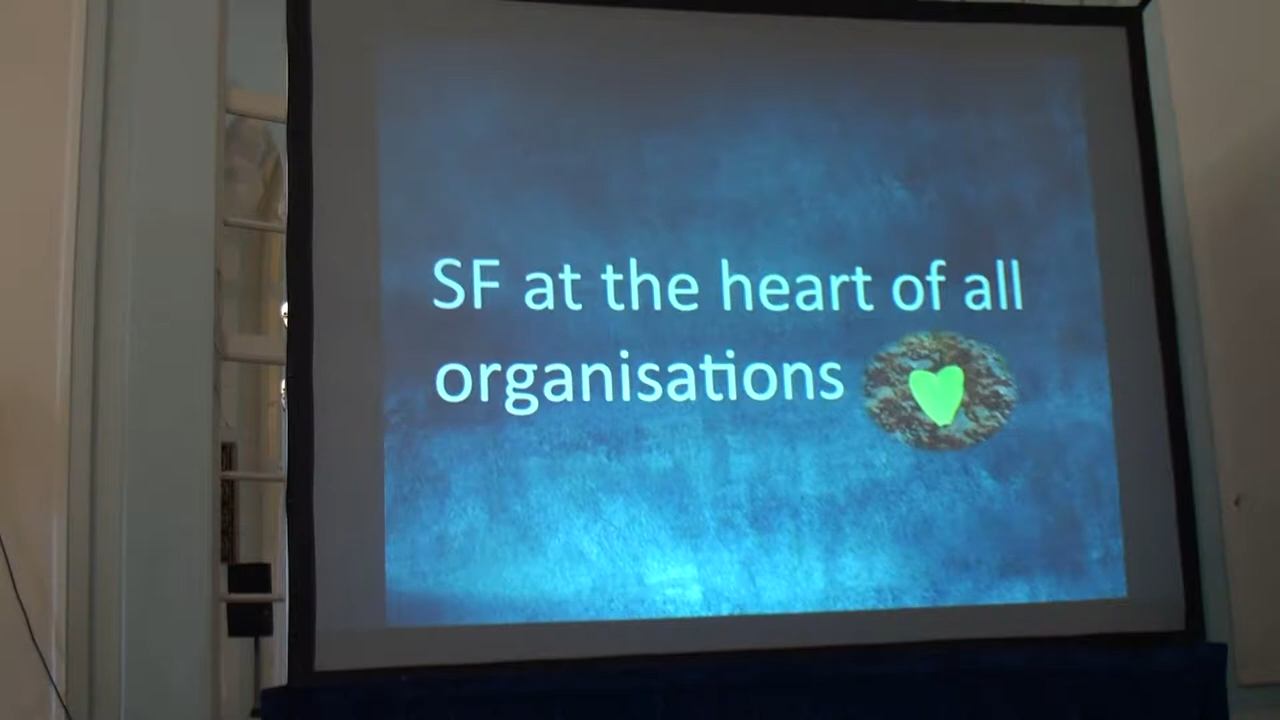 SF at the heart of all
organisations